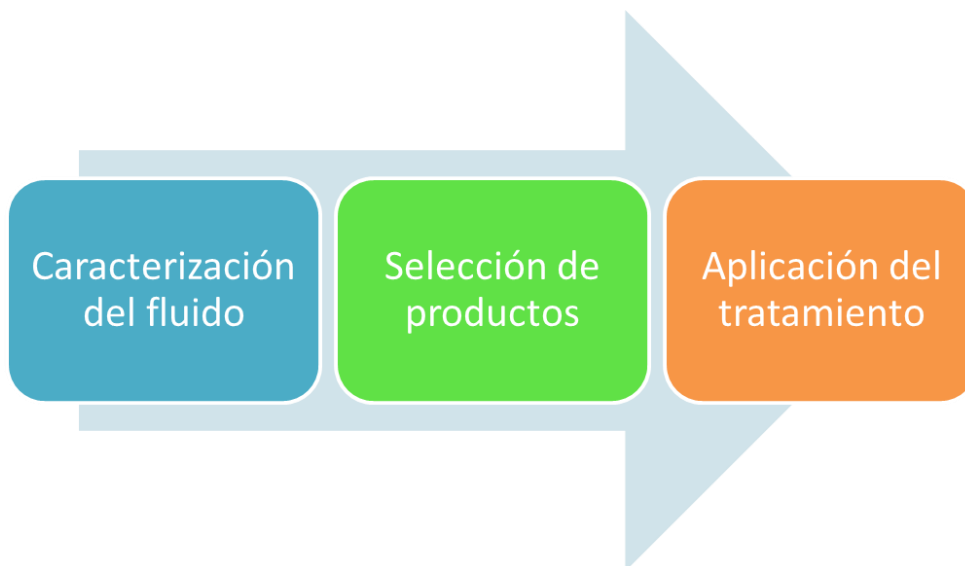 Caracterización
del fluido
Selección de
productos
Aplicación del
tratamiento